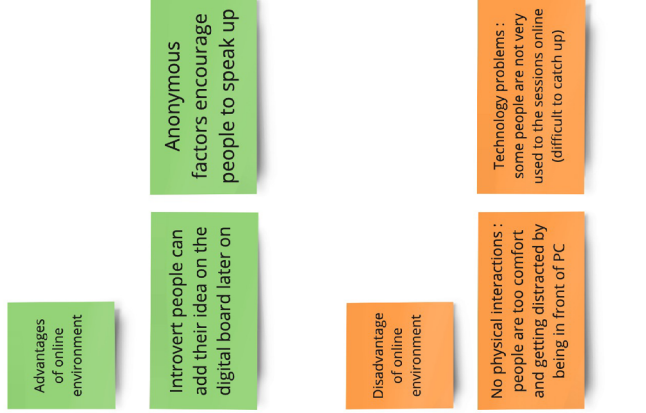 Advantages
of online
environment
Introvert people can
add their idea on the
digital board later on
Anonymous
factors encourage
people to speak up
Disadvantage
of online
environment
No physical interactions :
people are too comfort
and getting distracted by
being in front of PC
Technology problems :
some people are not very
used to the sessions online
(difficult to catch up)